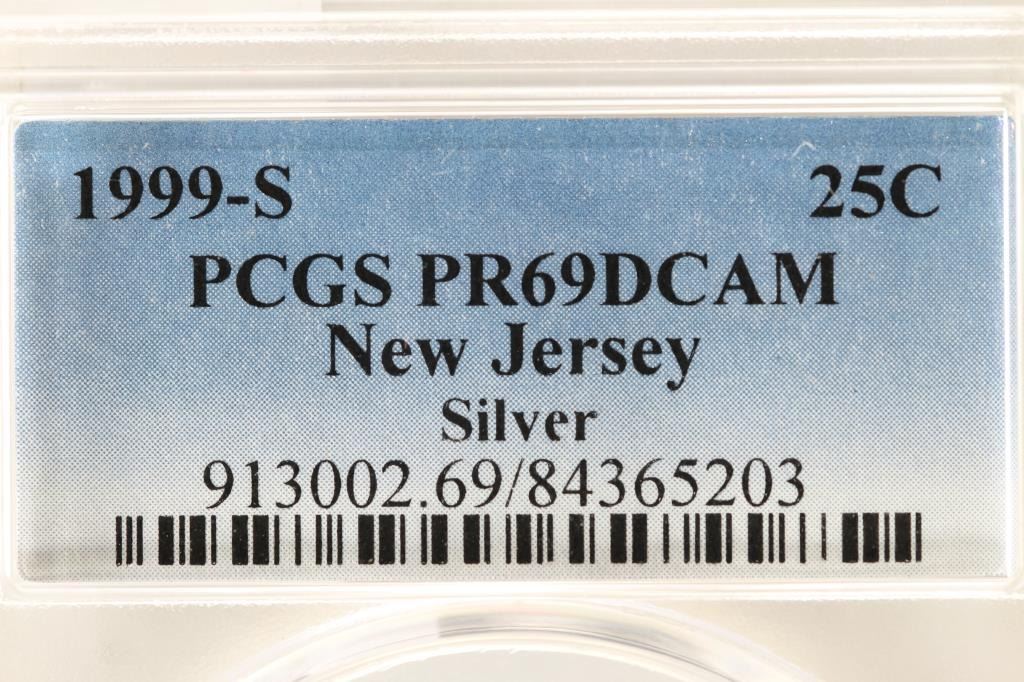 1999-S 25C
PCGS PR69DCAM
New Jersey
Silver
913002.69/84365203